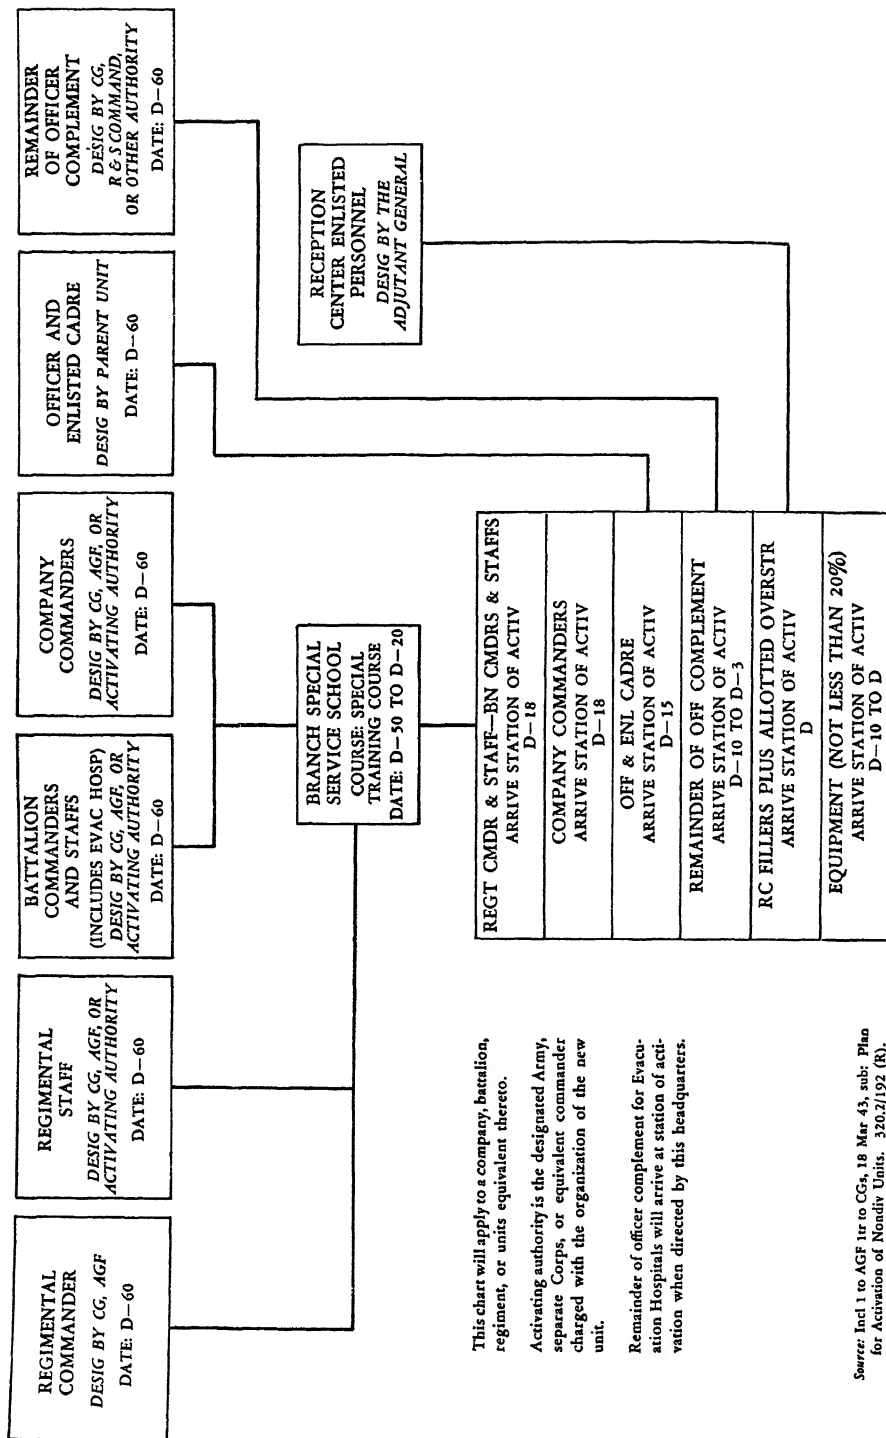 REGIMENTAL
COMMANDER
DESIG BY CG, AGF
DATE: D—60
REGIMENTAL
STAFF
DESIG BY CG, AGF, OR
ACTIVATING AUTHORITY
DATE: D—60
BATTALION
COMMANDERS
AND STAFFS
(INCLUDES EVAC HOSP)
DESIG BY CG, AGF, OR
ACTIVATING AUTHORITY
DATE: D—60
COMPANY
COMMANDERS
DESIG BY CG, AGF, OR
ACTIVATING AUTHORITY
DATE: D—60
OFFICER AND
ENLISTED CADRE
DESIG BY PARENT UNIT
DATE: D—60
REMAINDER
OF OFFICER
COMPLEMENT
DESIG BY CG,
R & S COMMAND,
OR OTHER AUTHORITY
DATE: D—60
BRANCH SPECIAL
SERVICE SCHOOL
COURSE: SPECIAL
TRAINING COURSE
DATE: D—50 TO D—20
RECEPTION
CENTER ENLISTED
PERSONNEL
DESIG BY THE
ADJUTANT GENERAL
REGT CMDR & STAFF—BN CMDRS & STAFFS
ARRIVE STATION OF ACTIV
D—18
COMPANY COMMANDERS
ARRIVE STATION OF ACTIV
D—18
OFF & ENL CADRE
ARRIVE STATION OF ACTIV
D—15
REMAINDER OF OFF COMPLEMENT
ARRIVE STATION OF ACTIV
D—10 TO D—3
RC FILLERS PLUS ALLOTTED OVERSTR
ARRIVE STATION OF ACTIV
D
EQUIPMENT (NOT LESS THAN 20%)
ARRIVE STATION OF ACTIV
D—10 TO D
This chart will apply to a company, battalion,
regiment, or units equivalent thereto.
Activating authority is the designated Army,
separate Corps, or equivalent commander
charged with the organization of the new
unit.
Remainder of officer complement for Evacu-
ation Hospitals will arrive at station of acti-
vation when directed by this headquarters.
Source: Incl 1 to AGF ltr to CGs, 18 Mar 43, sub: Plan
for Activation of Nondiv Units. 320.2/192 (R).